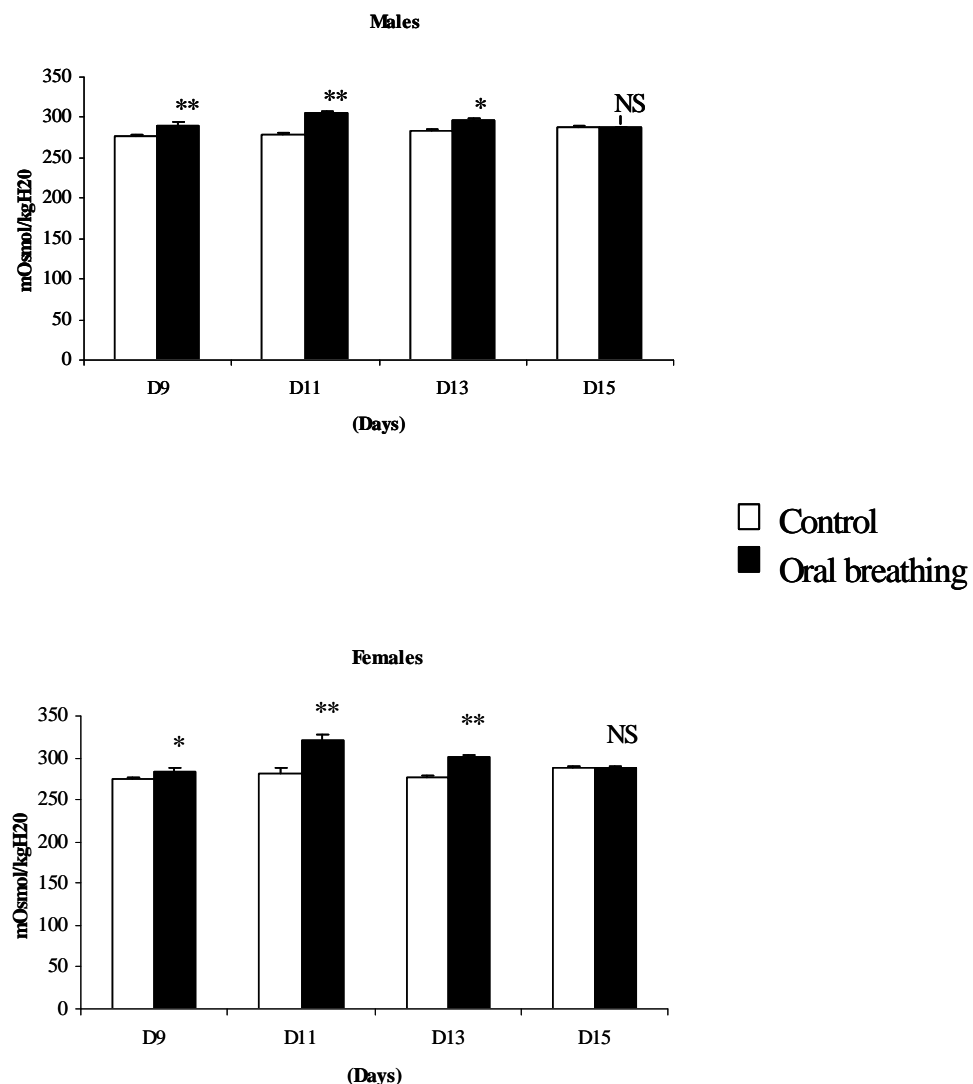 Males
350
300
250
200
150
100
50
0
mOsmol/kgH20
**
**
*
NS
D9 D11 D13 D15
(Days)
Control
Oral breathing
Females
350
300
250
200
150
100
50
0
mOsmol/kgH20
*
**
**
NS
D9 D11 D13 D15
(Days)